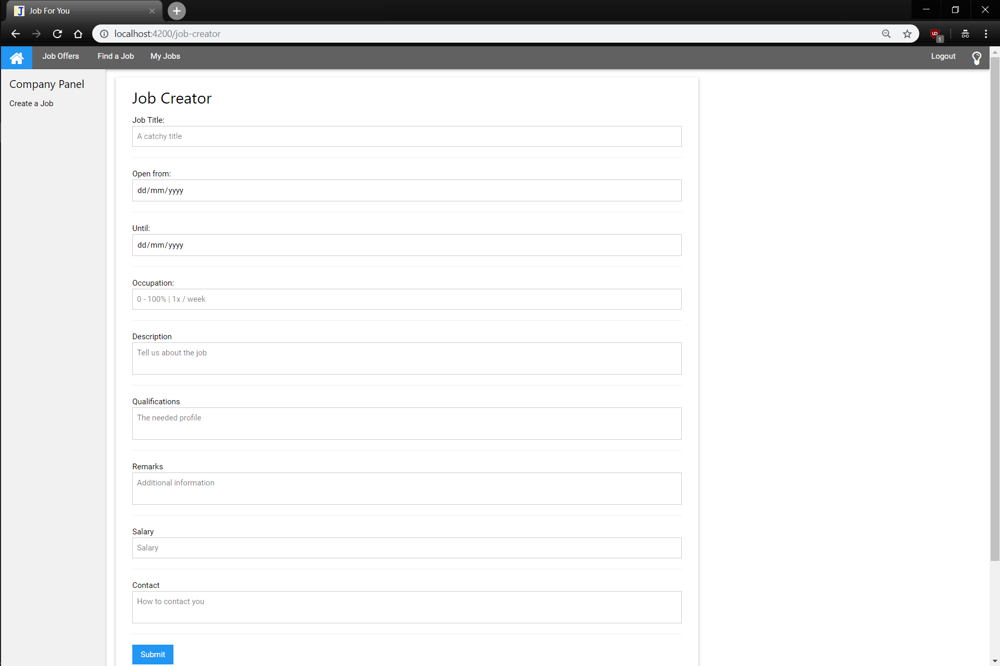 J Job For You
localhost:4200/job-creator
1
Job Offers Find a Job My Jobs Logout
Company Panel
Create a Job
Job Creator
Job Title:
A catchy title
Open from:
dd/mm/yyyy
Until:
dd/mm/yyyy
Occupation:
0 - 100% | 1x / week
Description
Tell us about the job
Qualifications
The needed profile
Remarks
Additional information
Salary
Salary
Contact
How to contact you
Submit